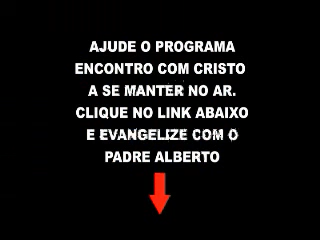 AJUDE O PROGRAMA
ENCONTRO COM CRISTO
A SE MANTER NO AR.
CLIQUE NO LINK ABAIXO
E EVANGELIZE COM O
PADRE ALBERTO